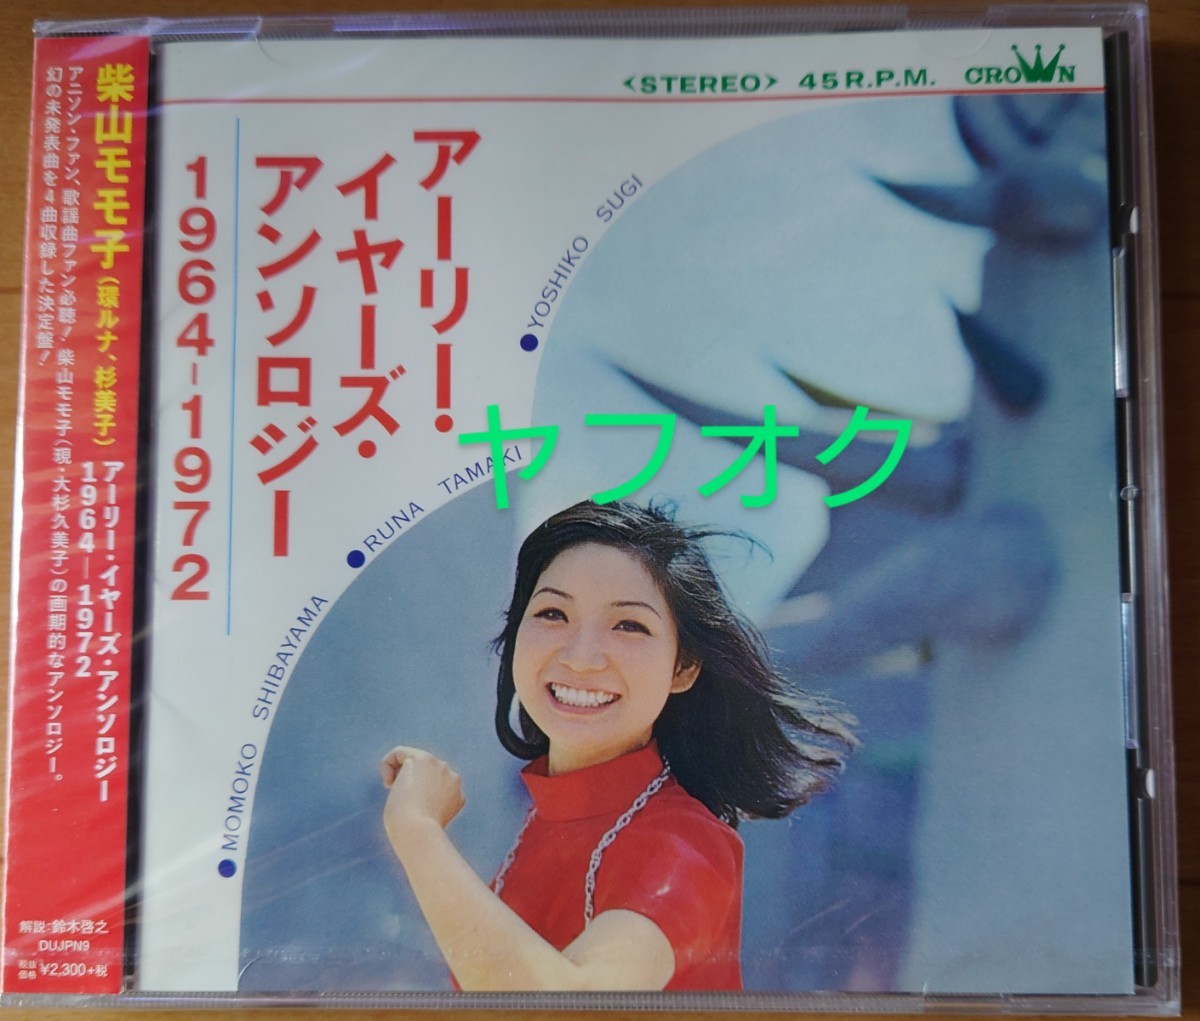 柴山モモ子(環ルナ、杉美子)
アーリー・イヤーズ・アンソロジー
1964―1972
アニソン・ファン、歌謡曲ファン必聴! 柴山モモ子(現・大杉久美子)の画期的なアンソロジー。
幻の未発表曲を4曲収録した決定盤!
解説:鈴木啓之
DUJPN9
税抜価格 ¥2,300+税
<STEREO> 45 R.P.M. CROWN
アーリー・
イヤーズ・
アンソロジー
1964-1972
●YOSHIKO SUGI
●RUNA TAMAKI
●MOMOKO SHIBAYAMA
ヤフオク